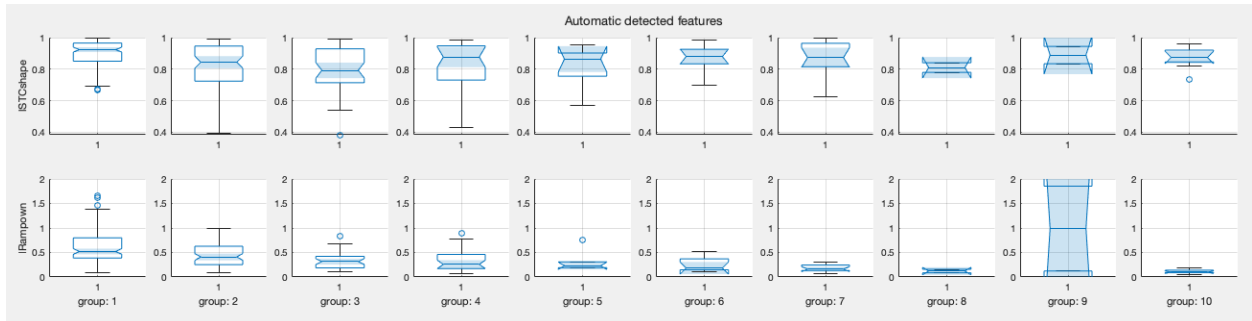 Automatic detected features
ISTCshape
1 1 1 1 1 1 1 1 1 1
0.8 0.8 0.8 0.8 0.8 0.8 0.8 0.8 0.8 0.8
0.6 0.6 0.6 0.6 0.6 0.6 0.6 0.6 0.6 0.6
0.4 0.4 0.4 0.4 0.4 0.4 0.4 0.4 0.4 0.4
1 1 1 1 1 1 1 1 1 1
IRampown
2 2 2 2 2 2 2 2 2 2
1.5 1.5 1.5 1.5 1.5 1.5 1.5 1.5 1.5 1.5
1 1 1 1 1 1 1 1 1 1
0.5 0.5 0.5 0.5 0.5 0.5 0.5 0.5 0.5 0.5
0 0 0 0 0 0 0 0 0 0
1 1 1 1 1 1 1 1 1 1
group: 1 group: 2 group: 3 group: 4 group: 5 group: 6 group: 7 group: 8 group: 9 group: 10